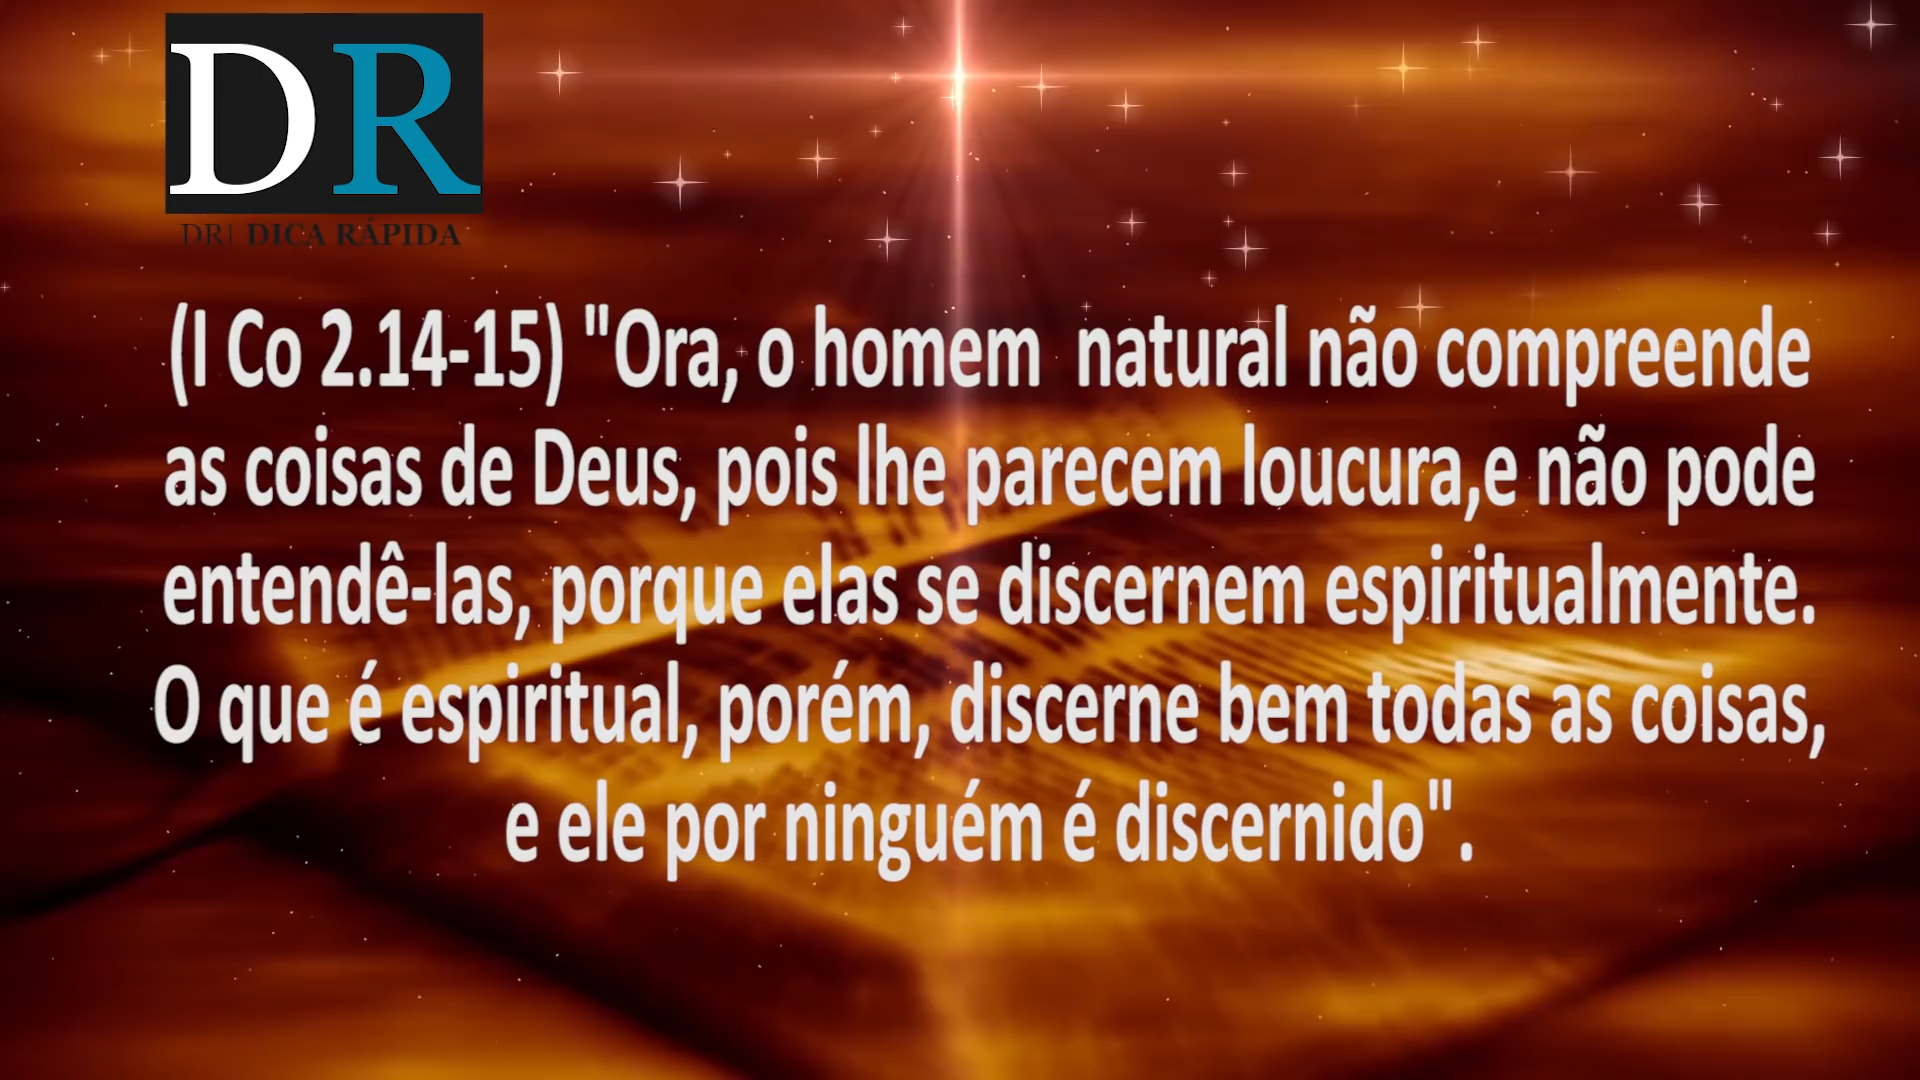 DR
DR| DICA RÁPIDA
(I Co 2.14-15) "Ora, o homem  natural não compreende
as coisas de Deus, pois lhe parecem loucura,e não pode
entendê-las, porque elas se discernem espiritualmente.
O que é espiritual, porém, discerne bem todas as coisas,
e ele por ninguém é discernido".